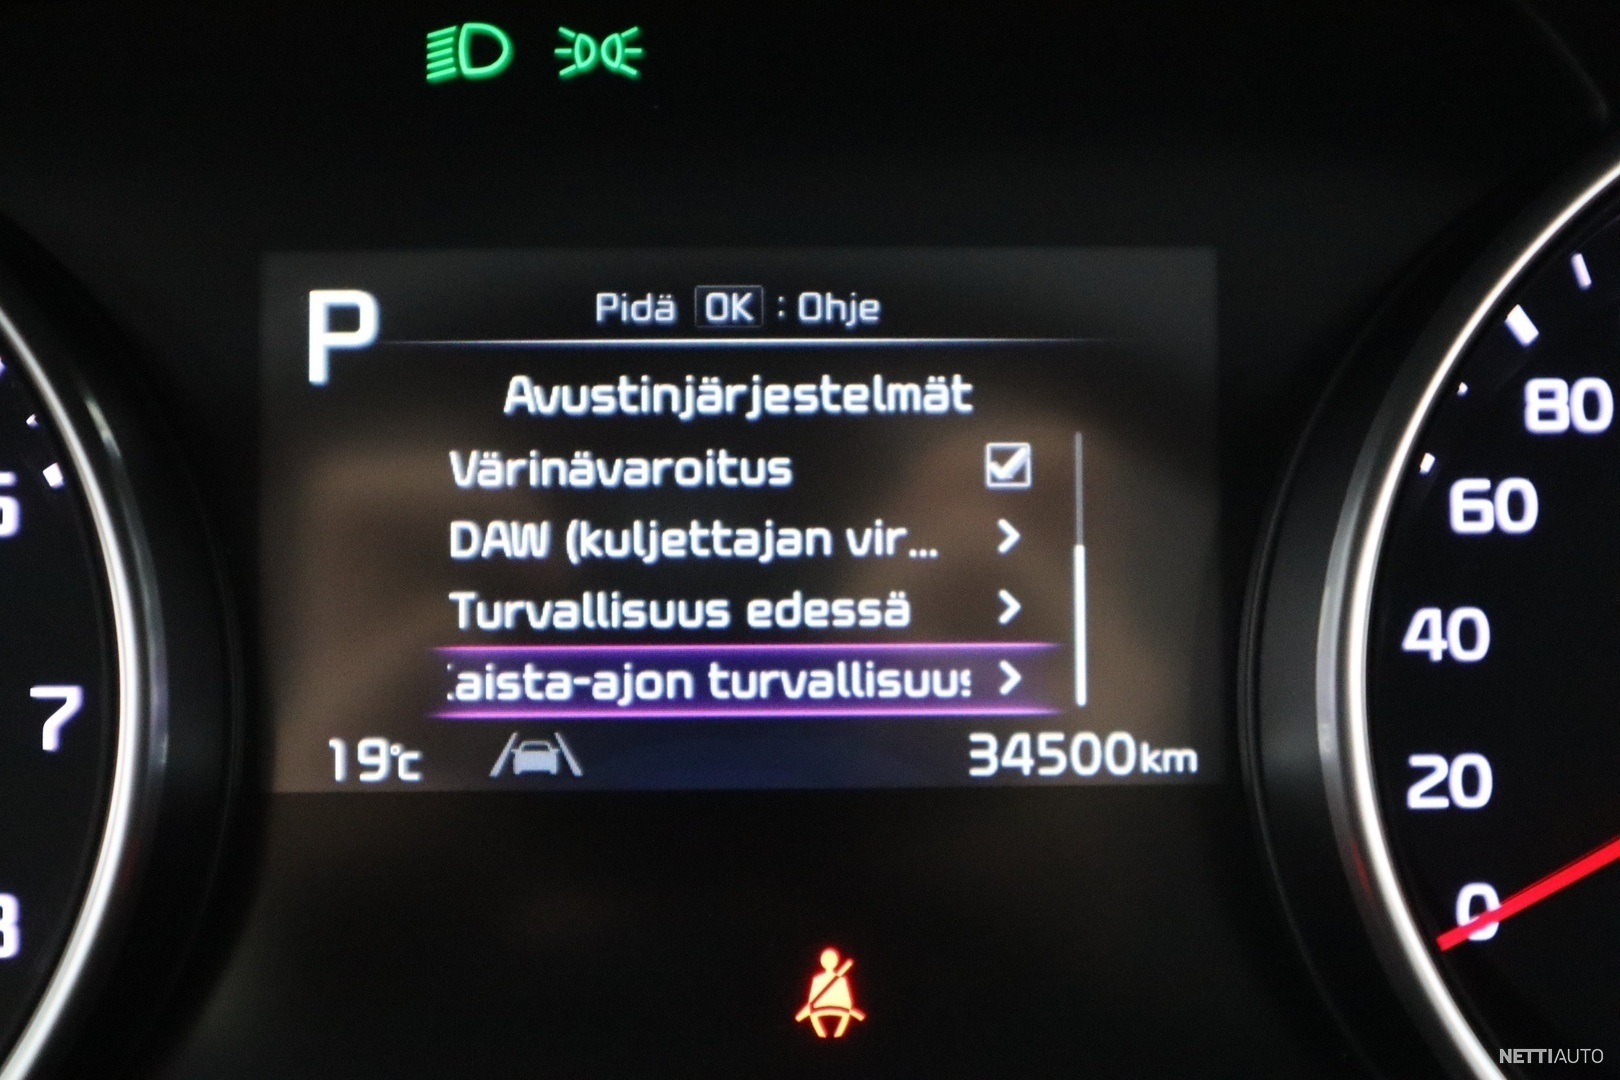 P
Pidä OK : Ohje
Avustinjärjestelmät
Värinävaroitus
DAW (kuljettajan vir...
Turvallisuus edessä
aista-ajon turvallisuus
19°C
34500km
7
80
60
40
20
0
NETTIAUTO